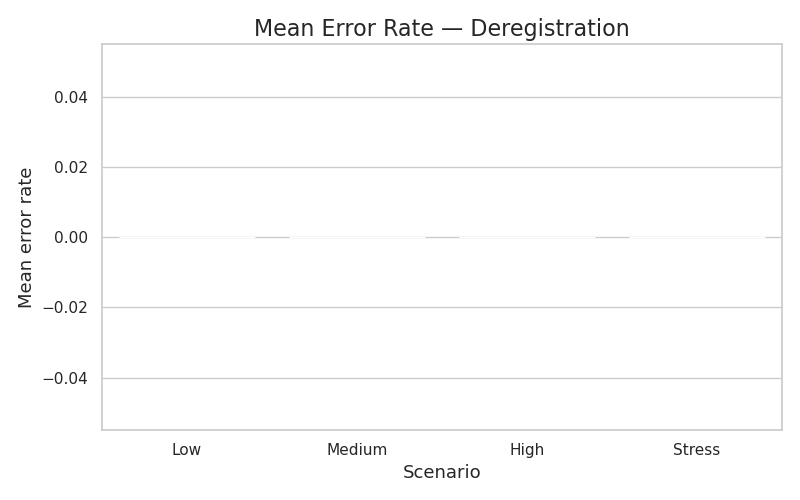 Mean Error Rate — Deregistration
0.04
0.02
0.00
−0.02
−0.04
Mean error rate
Low Medium High Stress
Scenario